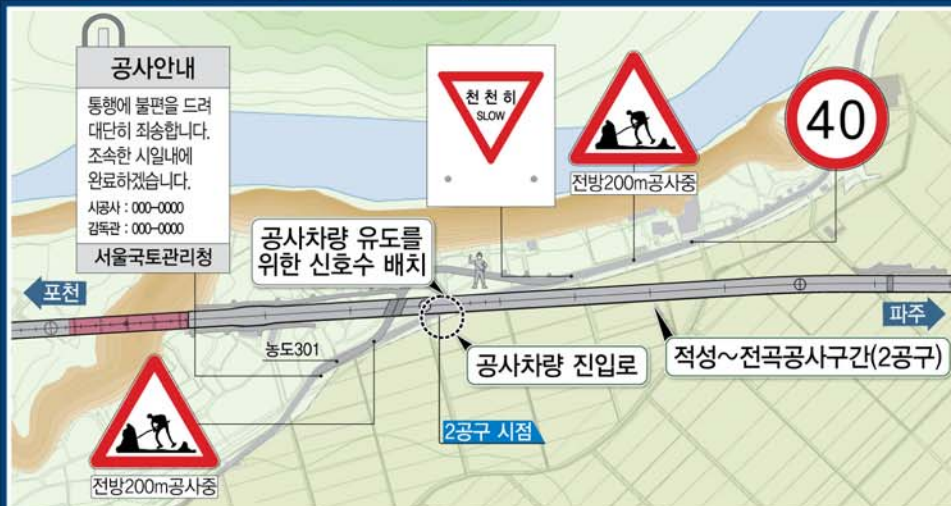 공사안내
통행에 불편을 드려
대단히 죄송합니다.
조속한 시일내에
완료하겠습니다.
시공사 : 000-0000
감독관 : 000-0000
서울국토관리청
천천히
SLOW
전방200m공사중
40
공사차량 유도를
위한 신호수 배치
포천
파주
농도301
공사차량 진입로
적성~전곡공사구간(2공구)
2공구 시점
전방200m공사중